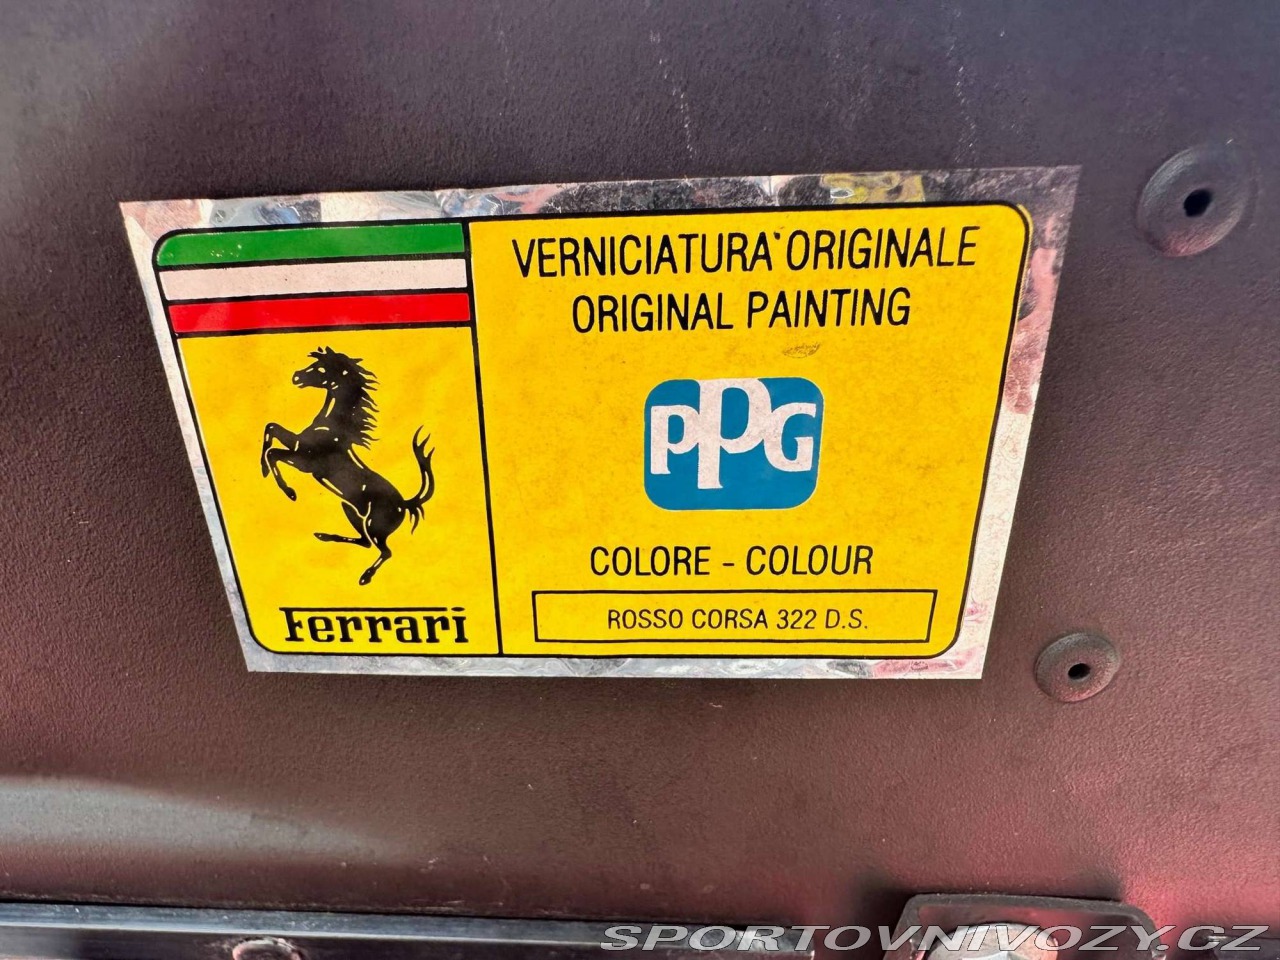 VERNICIATURA ORIGINALE
ORIGINAL PAINTING
PPG
COLORE - COLOUR
ROSSO CORSA 322 D.S.
Ferrari
SPORTOVNIVOZY.CZ